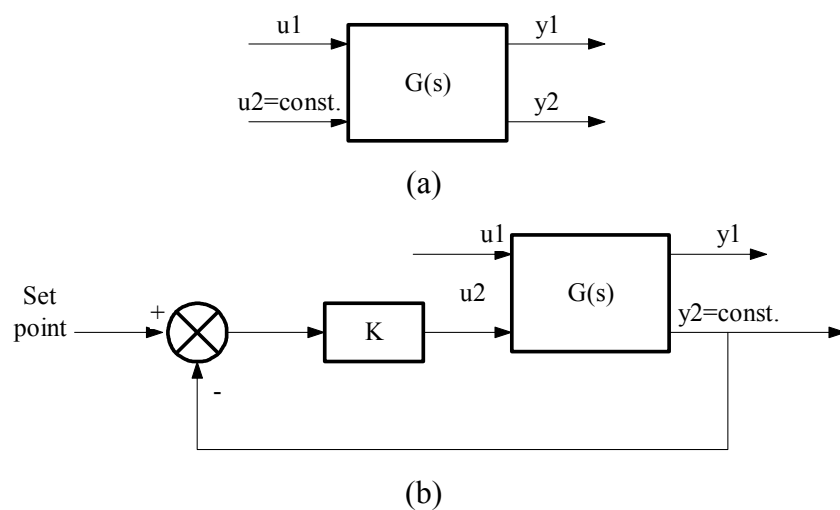 u1
y1
G(s)
u2=const.
y2
(a)
u1
y1
Set
point
+
u2
G(s)
y2=const.
K
-
(b)